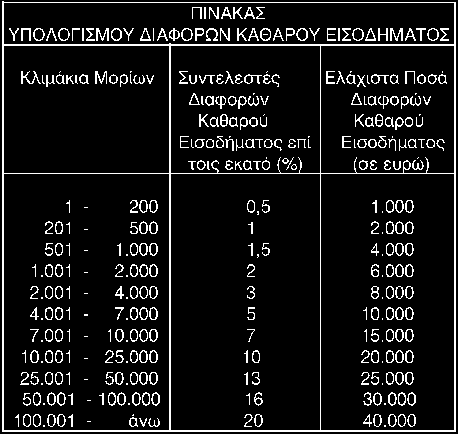 ΠΙΝΑΚΑΣ
ΥΠΟΛΟΓΙΣΜΟΥ ΔΙΑΦΟΡΩΝ ΚΑΘΑΡΟΥ ΕΙΣΟΔΗΜΑΤΟΣ
Κλιμάκια Μορίων Συντελεστές Ελάχιστα Ποσά
Διαφορών Διαφορών
Καθαρού Καθαρού
Εισοδήματος επί Εισοδήματος
τοις εκατό (%) (σε ευρώ)
1 - 200 0,5 1.000
201 - 500 1 2.000
501 - 1.000 1,5 4.000
1.001 - 2.000 2 6.000
2.001 - 4.000 3 8.000
4.001 - 7.000 5 10.000
7.001 - 10.000 7 15.000
10.001 - 25.000 10 20.000
25.001 - 50.000 13 25.000
50.001 - 100.000 16 30.000
100.001 - άνω 20 40.000